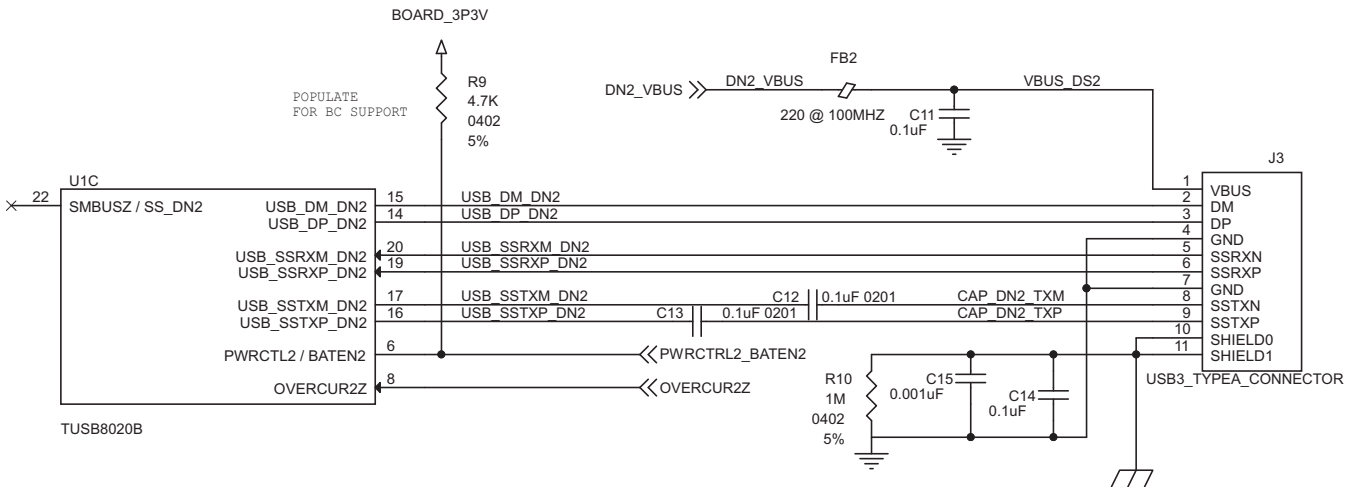 BOARD_3P3V
FB2
R9
DN2_VBUS
DN2_VBUS
VBUS_DS2
POPULATE
FOR BC SUPPORT
4.7K
0402
5%
220 @ 100MHZ
C11
0.1uF
J3
U1C
22
SMBUSZ / SS_DN2
USB_DM_DN2
15
USB_DM_DN2
USB_DP_DN2
14
USB_DP_DN2
USB_SSRXM_DN2
20
USB_SSRXM_DN2
USB_SSRXP_DN2
19
USB_SSRXP_DN2
USB_SSTXM_DN2
17
USB_SSTXM_DN2
C12
0.1uF 0201
CAP_DN2_TXM
USB_SSTXP_DN2
16
USB_SSTXP_DN2
C13
0.1uF 0201
CAP_DN2_TXP
PWRCTL2 / BATEN2
6
PWRCTRL2_BATEN2
OVERCUR2Z
8
OVERCUR2Z
TUSB8020B
1
VBUS
2
DM
3
DP
4
GND
5
SSRXN
6
SSRXP
7
GND
8
SSTXN
9
SSTXP
10
SHIELD0
11
SHIELD1
USB3_TYPEA_CONNECTOR
R10
1M
0402
5%
C15
0.001uF
C14
0.1uF